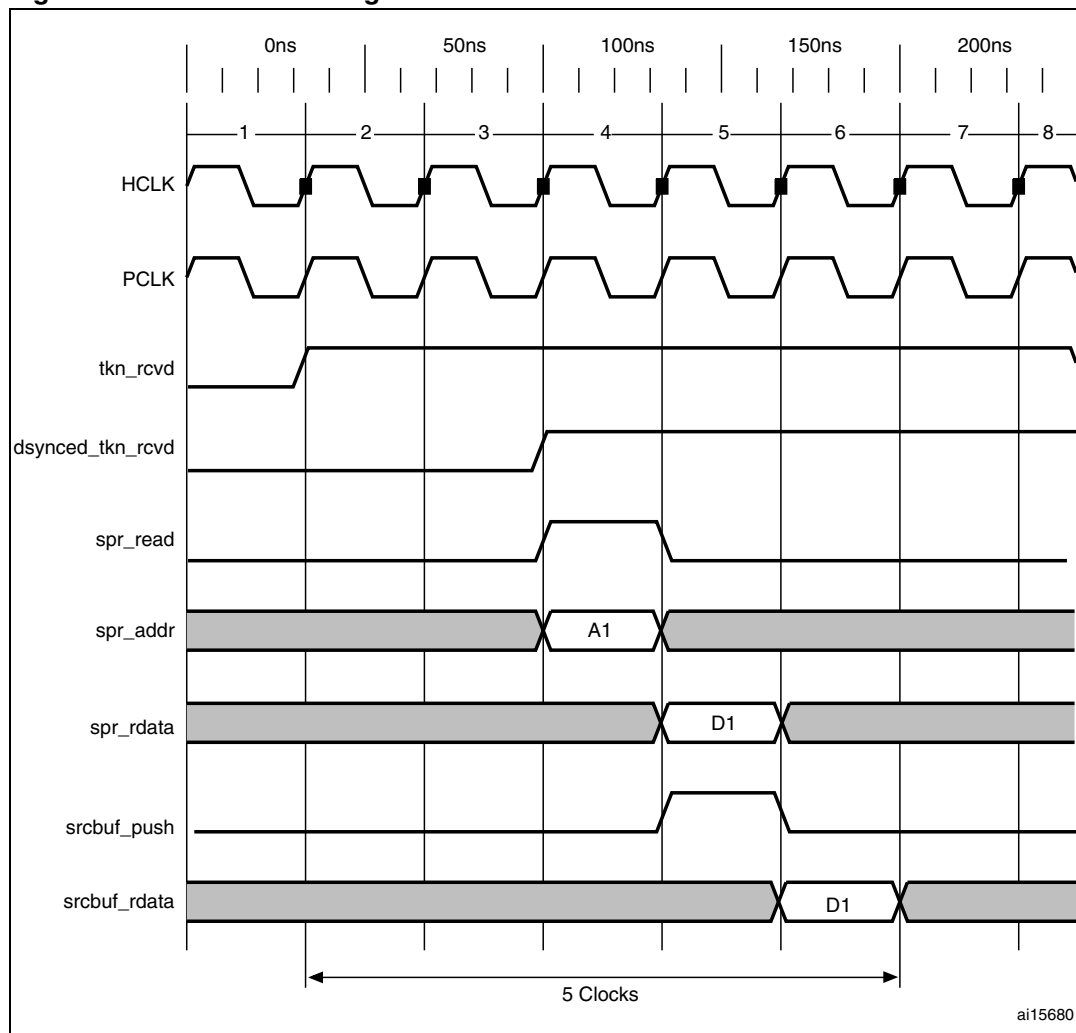 0ns 50ns 100ns 150ns 200ns
1 2 3 4 5 6 7 8
HCLK
PCLK
tkn_rcvd
dsynced_tkn_rcvd
spr_read
spr_addr A1
spr_rdata D1
srcbuf_push
srcbuf_rdata D1
5 Clocks
ai15680